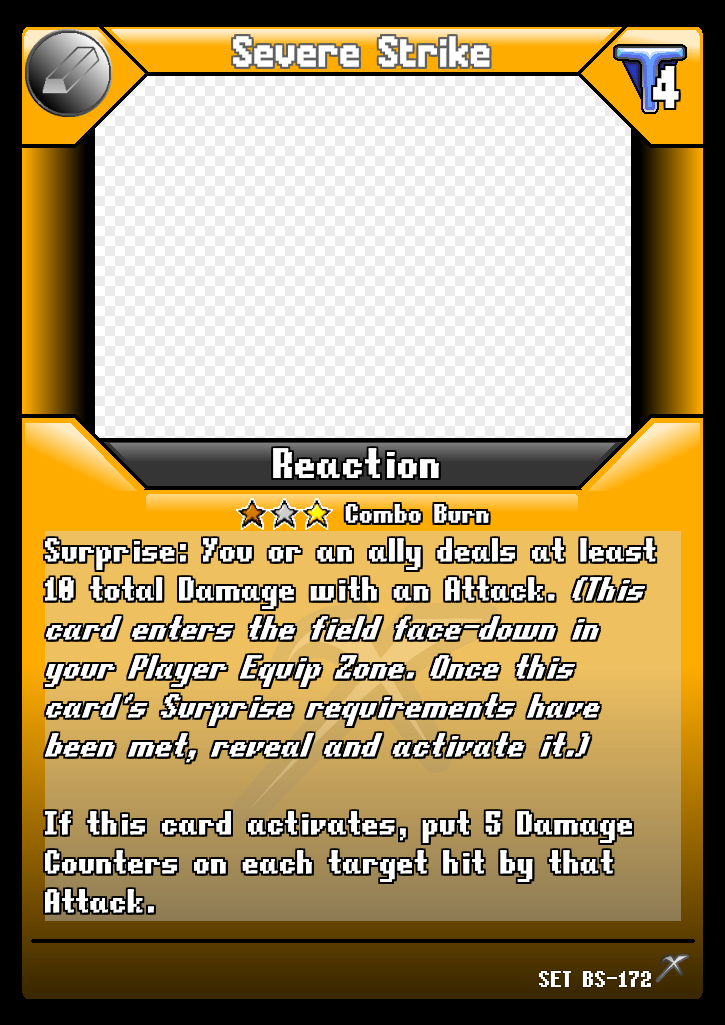 Severe Strike
T4
Reaction
Combo Burn
Surprise: You or an ally deals at least
10 total Damage with an Attack. (This
card enters the field face-down in
your Player Equip Zone. Once this
card's Surprise requirements have
been met, reveal and activate it.)
If this card activates, put 5 Damage
Counters on each target hit by that
Attack.
SET BS-172